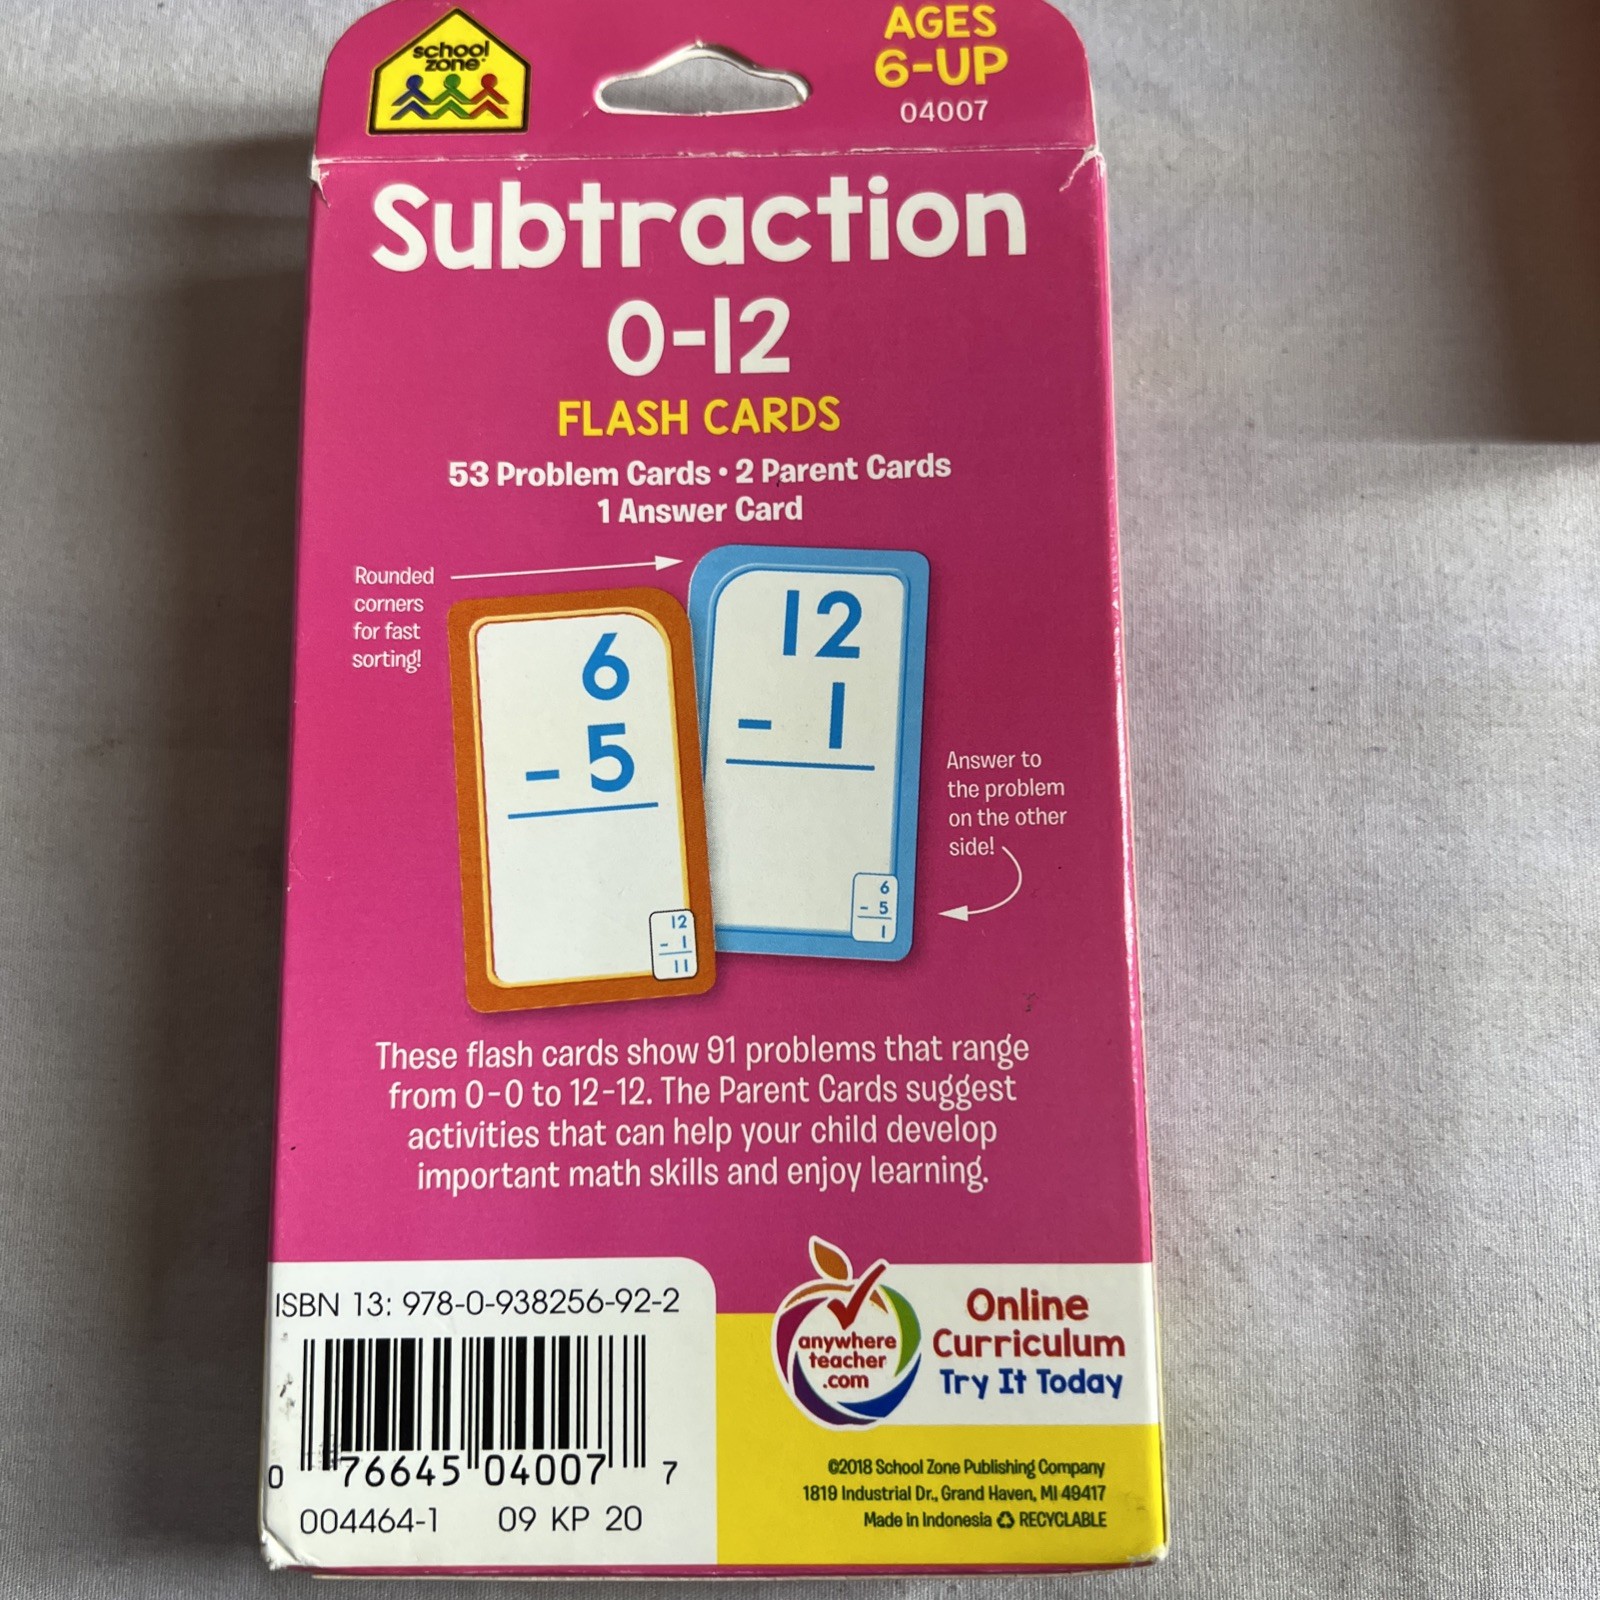 school
zone
AGES
6-UP
04007
Subtraction
0-12
FLASH CARDS
53 Problem Cards • 2 Parent Cards
1 Answer Card
Rounded
corners
for fast
sorting!
6
- 5
12
- 1
11
12
- 1
6
- 5
1
Answer to
the problem
on the other
side!
These flash cards show 91 problems that range
from 0-0 to 12-12. The Parent Cards suggest
activities that can help your child develop
important math skills and enjoy learning.
ISBN 13: 978-0-938256-92-2
0 76645 04007 7
004464-1 09 KP 20
anywhere
teacher
.com
Online
Curriculum
Try It Today
©2018 School Zone Publishing Company
1819 Industrial Dr., Grand Haven, MI 49417
Made in Indonesia ♻ RECYCLABLE